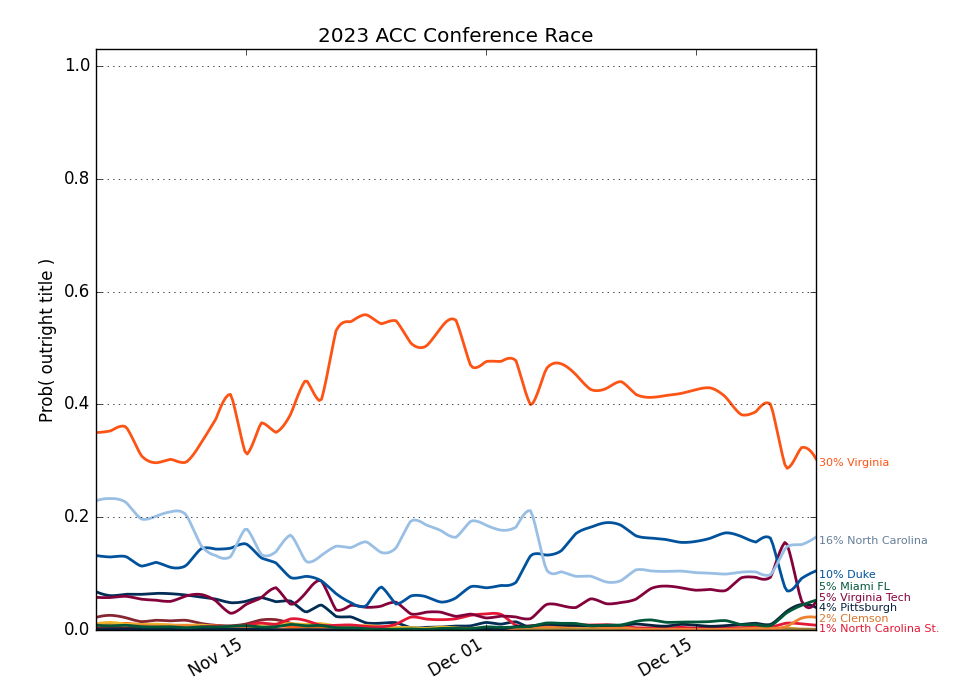 2023 ACC Conference Race
Prob( outright title )
1.0
0.8
0.6
0.4
0.2
0.0
Nov 15
Dec 01
Dec 15
30% Virginia
16% North Carolina
10% Duke
5% Miami FL
5% Virginia Tech
4% Pittsburgh
2% Clemson
1% North Carolina St.